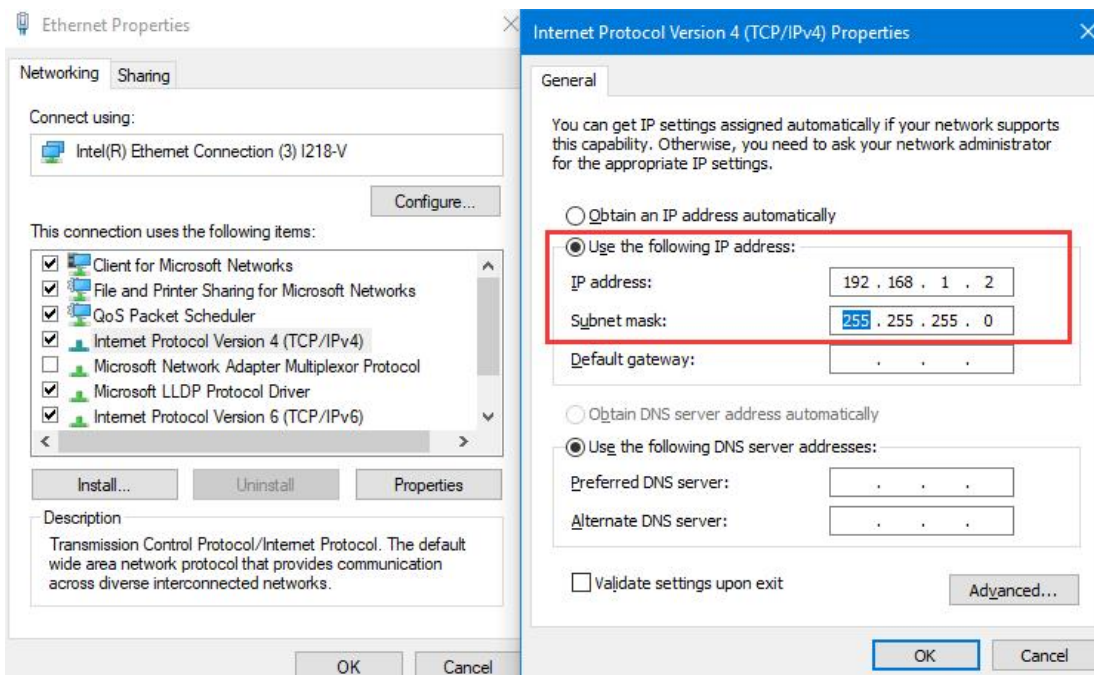 Ethernet Properties
Networking Sharing
Connect using:
Intel(R) Ethernet Connection (3) I218-V
Configure...
This connection uses the following items:
Client for Microsoft Networks
File and Printer Sharing for Microsoft Networks
QoS Packet Scheduler
Internet Protocol Version 4 (TCP/IPv4)
Microsoft Network Adapter Multiplexor Protocol
Microsoft LLDP Protocol Driver
Internet Protocol Version 6 (TCP/IPv6)
Install... Uninstall Properties
Description
Transmission Control Protocol/Internet Protocol. The default
wide area network protocol that provides communication
across diverse interconnected networks.
OK Cancel
Internet Protocol Version 4 (TCP/IPv4) Properties
General
You can get IP settings assigned automatically if your network supports
this capability. Otherwise, you need to ask your network administrator
for the appropriate IP settings.
Obtain an IP address automatically
Use the following IP address:
IP address: 192 . 168 . 1 . 2
Subnet mask: 255 . 255 . 255 . 0
Default gateway: . . .
Obtain DNS server address automatically
Use the following DNS server addresses:
Preferred DNS server: . . .
Alternate DNS server: . . .
Validate settings upon exit
Advanced...
OK Cancel